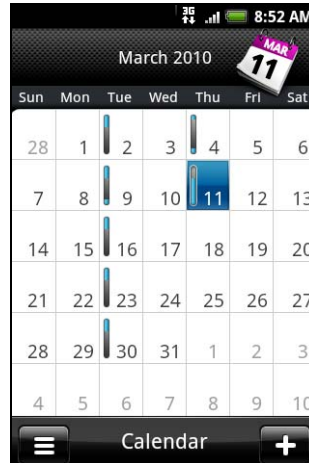 3G 8:52 AM
March 2010
MAR
11
Sun Mon Tue Wed Thu Fri Sat
28 1 2 3 4 5 6
7 8 9 10 11 12 13
14 15 16 17 18 19 20
21 22 23 24 25 26 27
28 29 30 31 1 2 3
4 5 6 7 8 9 10
Calendar